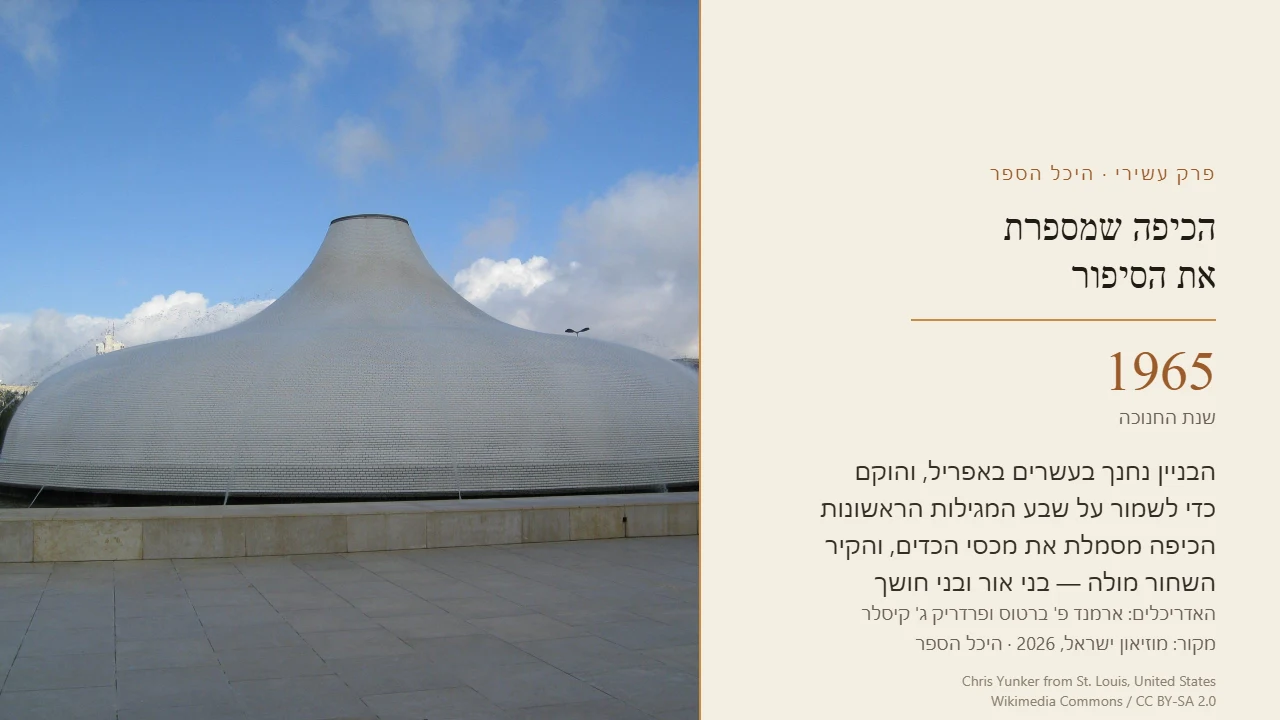 פרק עשירי · היכל הספר
הכיפה שמספרת
את הסיפור
1965
שנת החנוכה
הבניין נחנך בעשרים באפריל, והוקם
כדי לשמור על שבע המגילות הראשונות
הכיפה מסמלת את מכסי הכדים, והקיר
השחור מולה — בני אור ובני חושך
האדריכלים: ארמנד פ' ברטוס ופרדריק ג' קיסלר
מקור: מוזיאון ישראל, 2026 · היכל הספר
Chris Yunker from St. Louis, United States
Wikimedia Commons / CC BY-SA 2.0